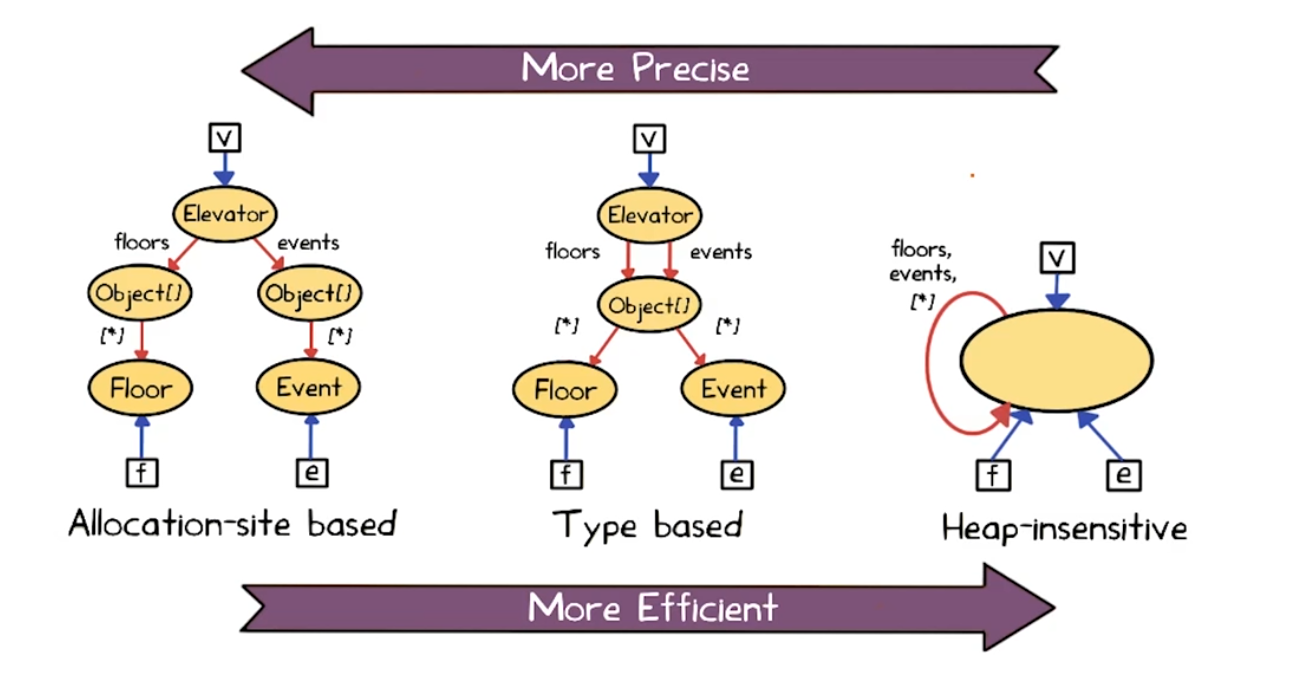 More Precise
V
Elevator
floors
events
Object[]
Object[]
[*]
[*]
Floor
Event
f
e
Allocation-site based
V
Elevator
floors
events
Object[]
[*]
[*]
Floor
Event
f
e
Type based
floors,
events,
[*]
V
f
e
Heap-insensitive
More Efficient